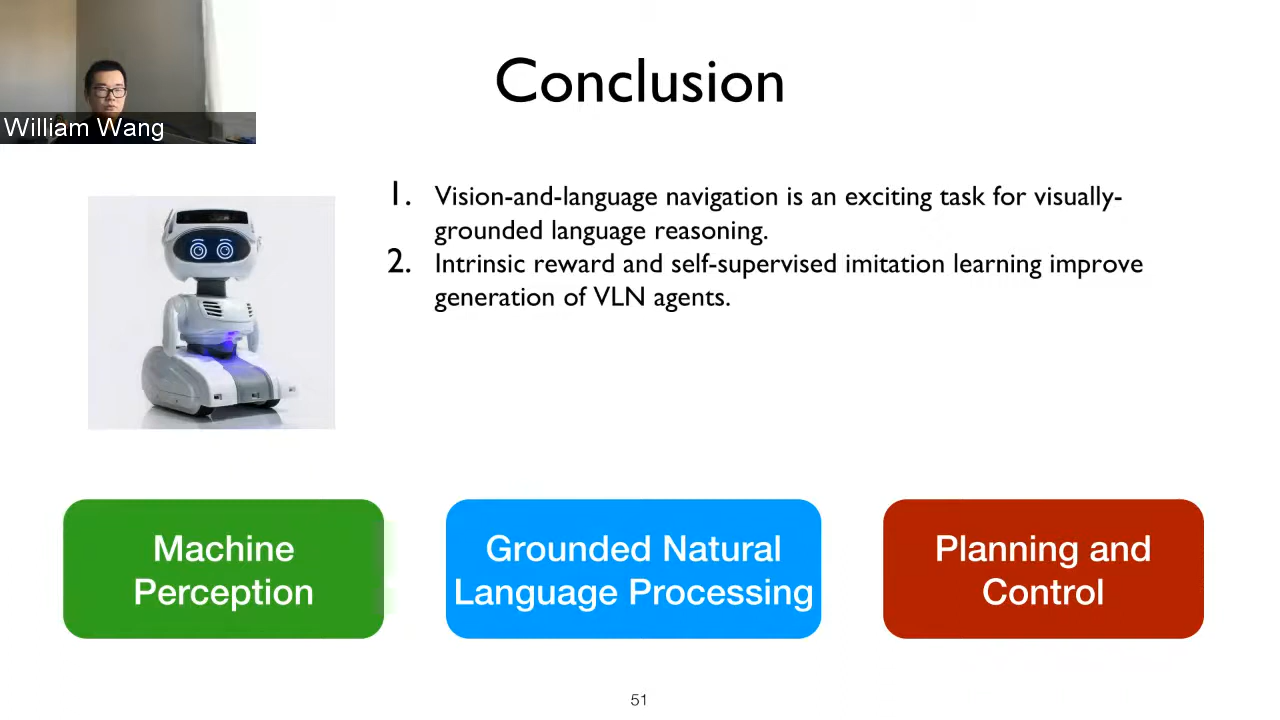 Conclusion
William Wang
1. Vision-and-language navigation is an exciting task for visually-
grounded language reasoning.
2. Intrinsic reward and self-supervised imitation learning improve
generation of VLN agents.
Machine
Perception
Grounded Natural
Language Processing
Planning and
Control
51